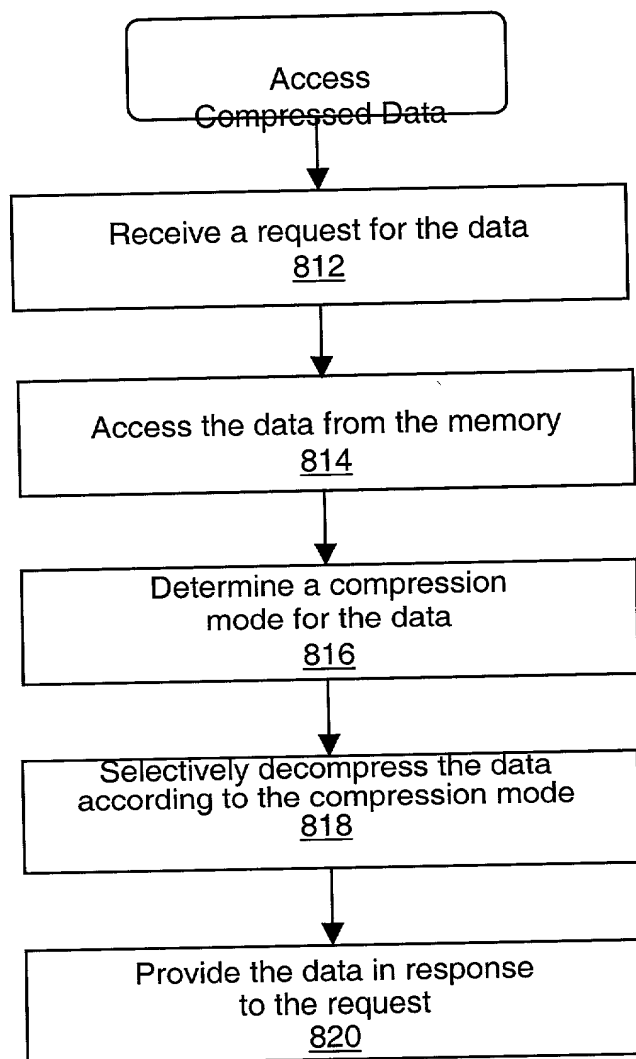 Access
Compressed Data
Receive a request for the data
812
Access the data from the memory
814
Determine a compression
mode for the data
816
Selectively decompress the data
according to the compression mode
818
Provide the data in response
to the request
820